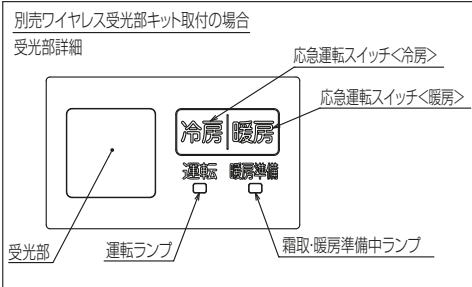 別売ワイヤレス受光部キット取付の場合
受光部詳細
応急運転スイッチ<冷房>
応急運転スイッチ<暖房>
冷房 暖房
運転 暖房準備
受光部
運転ランプ
霜取・暖房準備中ランプ